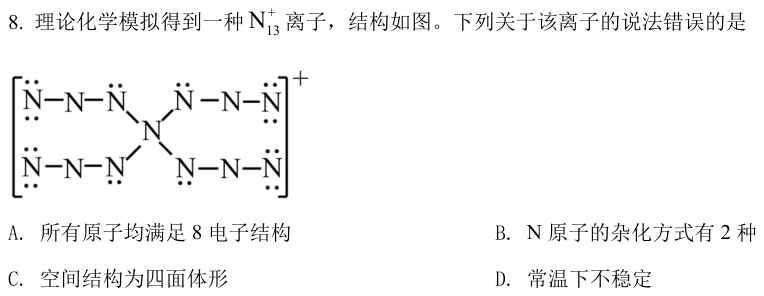 8. 理论化学模拟得到一种 N₁₃⁺ 离子，结构如图。下列关于该离子的说法错误的是
N—N—N N—N—N +
N
N—N—N N—N—N
A. 所有原子均满足 8 电子结构 B. N 原子的杂化方式有 2 种
C. 空间结构为四面体形 D. 常温下不稳定